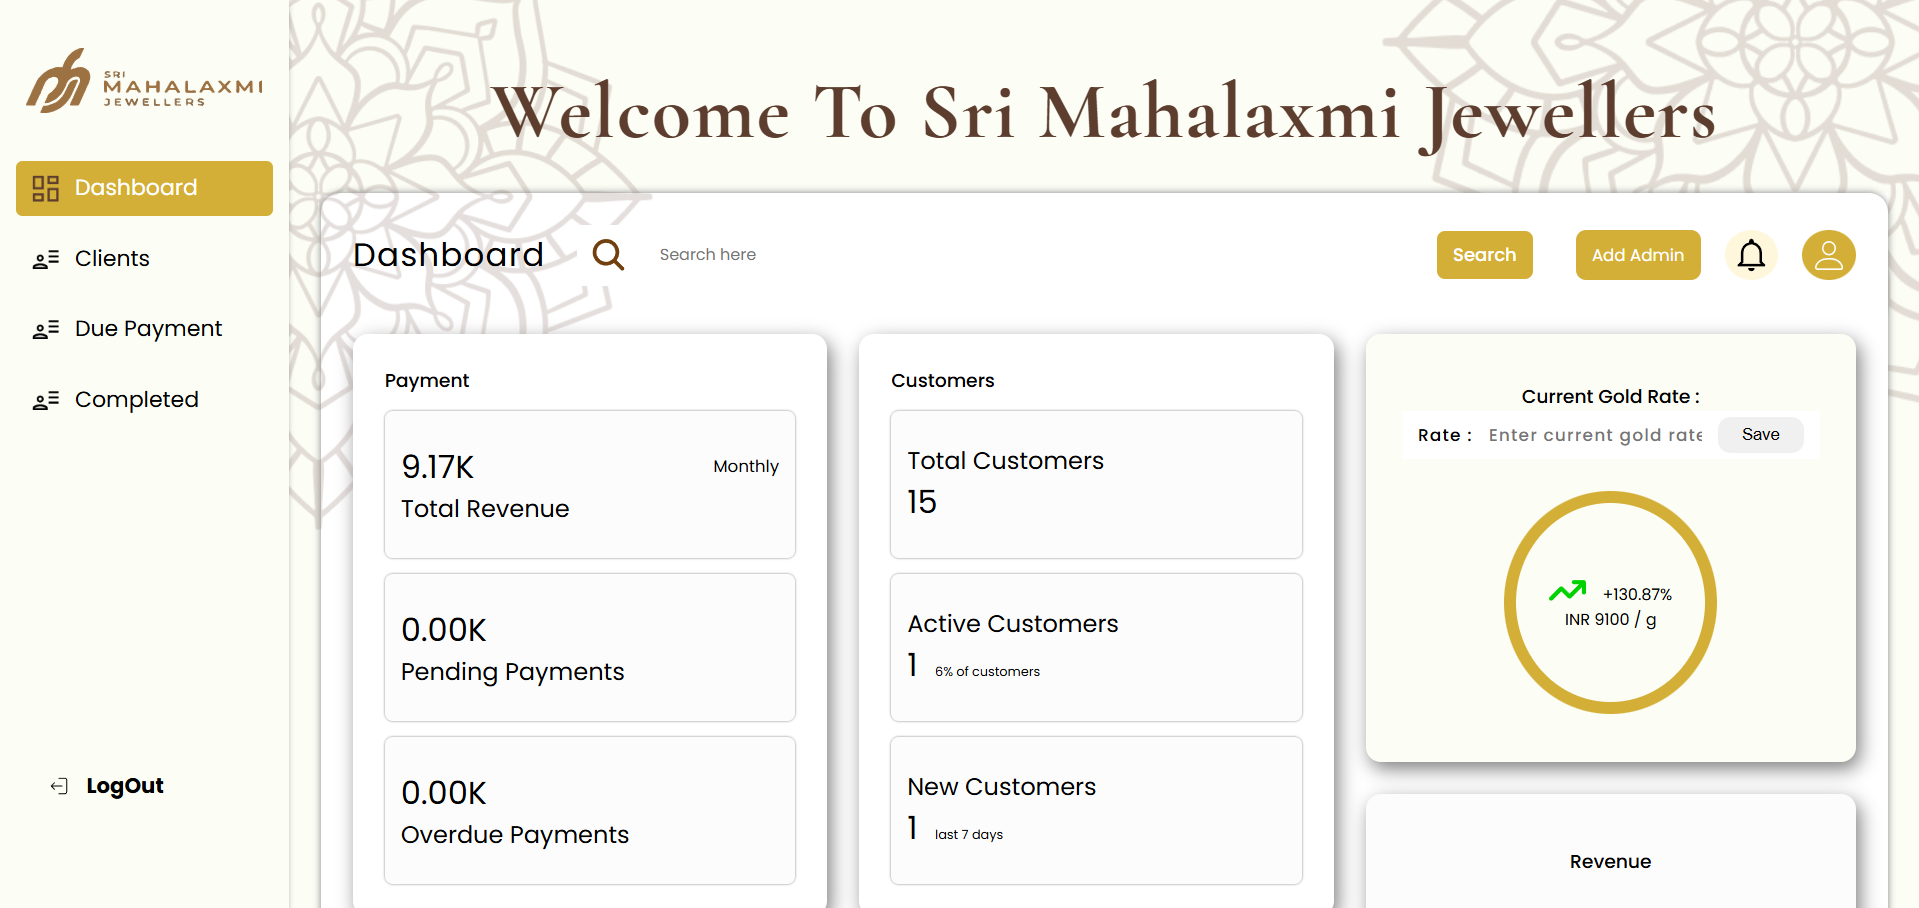 SRI
MAHALAXMI
JEWELLERS
Dashboard
Clients
Due Payment
Completed
LogOut
Welcome To Sri Mahalaxmi Jewellers
Dashboard
Search here
Search
Add Admin
Payment
9.17K
Monthly
Total Revenue
0.00K
Pending Payments
0.00K
Overdue Payments
Customers
Total Customers
15
Active Customers
1 6% of customers
New Customers
1 last 7 days
Current Gold Rate :
Rate : Enter current gold rate Save
+130.87%
INR 9100 / g
Revenue